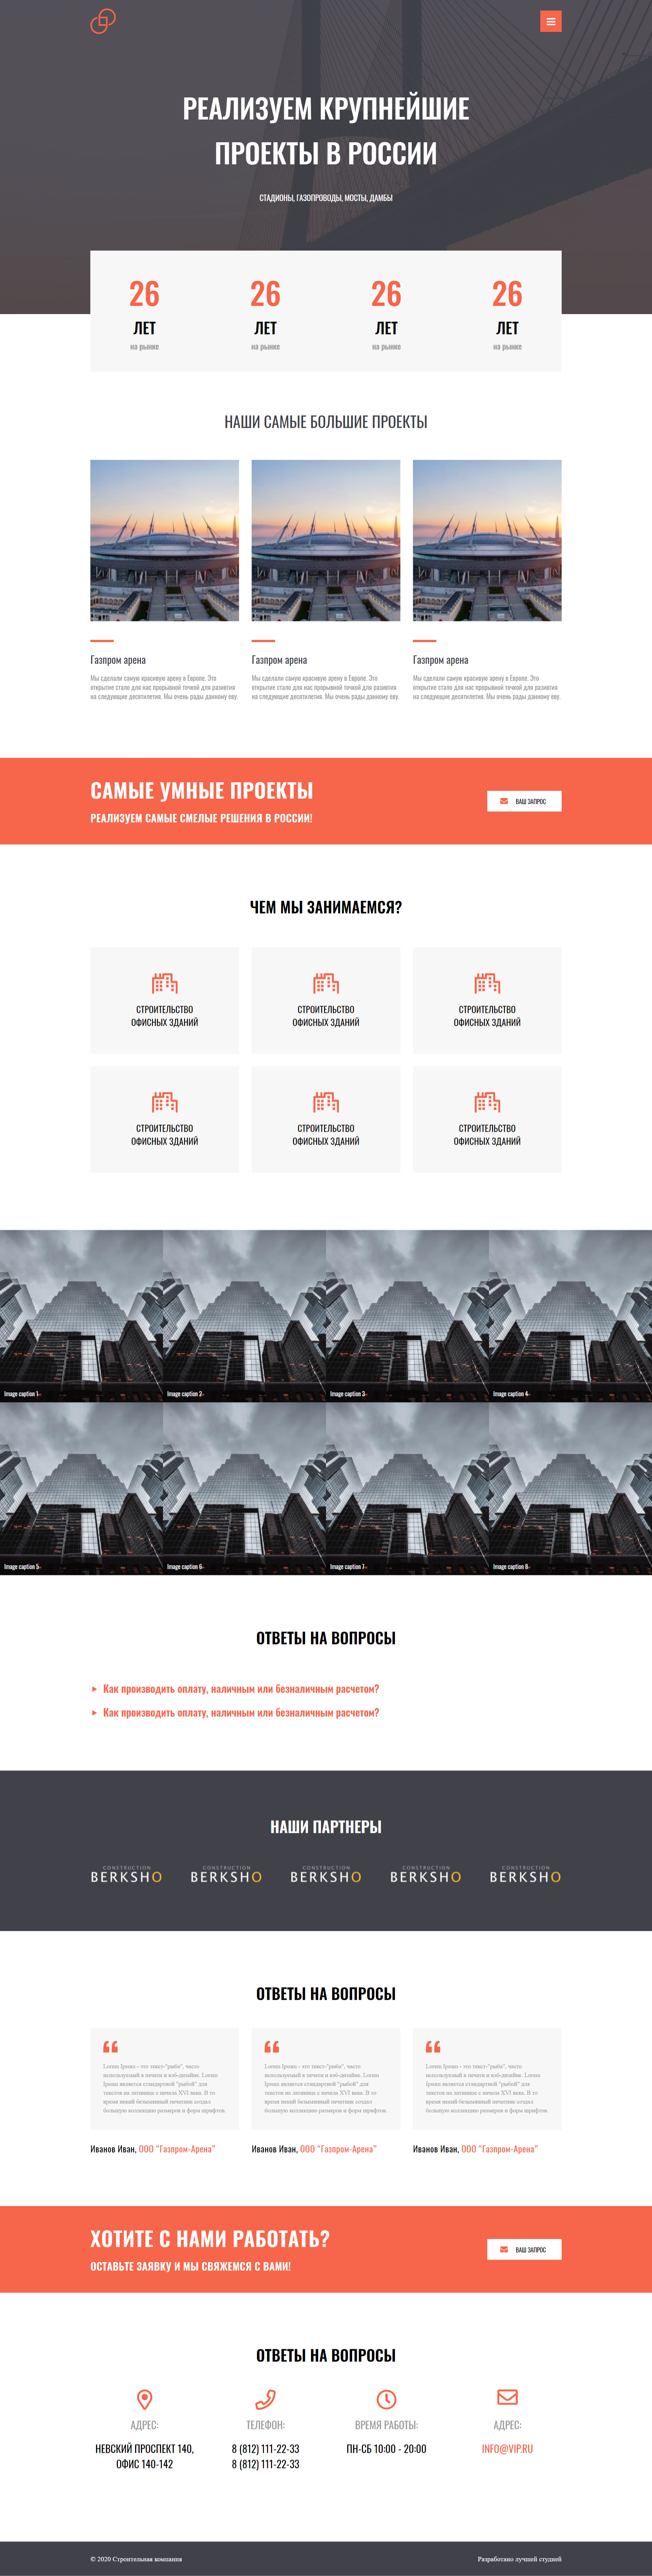 РЕАЛИЗУЕМ КРУПНЕЙШИЕ
ПРОЕКТЫ В РОССИИ
СТАДИОНЫ, ГАЗОПРОВОДЫ, МОСТЫ, ДАМБЫ
26 26 26 26
ЛЕТ ЛЕТ ЛЕТ ЛЕТ
на рынке на рынке на рынке на рынке
НАШИ САМЫЕ БОЛЬШИЕ ПРОЕКТЫ
Газпром арена
Мы сделали самую красивую арену в Европе. Это
открытие стало для нас прорывной точкой для развития
на следующие десятилетия. Мы очень рады данному еву.
Газпром арена
Мы сделали самую красивую арену в Европе. Это
открытие стало для нас прорывной точкой для развития
на следующие десятилетия. Мы очень рады данному еву.
Газпром арена
Мы сделали самую красивую арену в Европе. Это
открытие стало для нас прорывной точкой для развития
на следующие десятилетия. Мы очень рады данному еву.
САМЫЕ УМНЫЕ ПРОЕКТЫ
РЕАЛИЗУЕМ САМЫЕ СМЕЛЫЕ РЕШЕНИЯ В РОССИИ!
ВАШ ЗАПРОС
ЧЕМ МЫ ЗАНИМАЕМСЯ?
СТРОИТЕЛЬСТВО
ОФИСНЫХ ЗДАНИЙ
СТРОИТЕЛЬСТВО
ОФИСНЫХ ЗДАНИЙ
СТРОИТЕЛЬСТВО
ОФИСНЫХ ЗДАНИЙ
СТРОИТЕЛЬСТВО
ОФИСНЫХ ЗДАНИЙ
СТРОИТЕЛЬСТВО
ОФИСНЫХ ЗДАНИЙ
СТРОИТЕЛЬСТВО
ОФИСНЫХ ЗДАНИЙ
Image caption 1 Image caption 2 Image caption 3 Image caption 4
Image caption 5 Image caption 6 Image caption 7 Image caption 8
ОТВЕТЫ НА ВОПРОСЫ
Как производить оплату, наличным или безналичным расчетом?
Как производить оплату, наличным или безналичным расчетом?
НАШИ ПАРТНЕРЫ
CONSTRUCTION CONSTRUCTION CONSTRUCTION CONSTRUCTION CONSTRUCTION
BERKSHO BERKSHO BERKSHO BERKSHO BERKSHO
ОТВЕТЫ НА ВОПРОСЫ
Lorem Ipsum - это текст-"рыба", часто
используемый в печати и вэб-дизайне. Lorem
Ipsum является стандартной "рыбой" для
текстов на латинице с начала XVI века. В то
время некий безымянный печатник создал
большую коллекцию размеров и форм шрифтов.
Иванов Иван, ООО “Газпром-Арена”
Lorem Ipsum - это текст-"рыба", часто
используемый в печати и вэб-дизайне. Lorem
Ipsum является стандартной "рыбой" для
текстов на латинице с начала XVI века. В то
время некий безымянный печатник создал
большую коллекцию размеров и форм шрифтов.
Иванов Иван, ООО “Газпром-Арена”
Lorem Ipsum - это текст-"рыба", часто
используемый в печати и вэб-дизайне. Lorem
Ipsum является стандартной "рыбой" для
текстов на латинице с начала XVI века. В то
время некий безымянный печатник создал
большую коллекцию размеров и форм шрифтов.
Иванов Иван, ООО “Газпром-Арена”
ХОТИТЕ С НАМИ РАБОТАТЬ?
ОСТАВЬТЕ ЗАЯВКУ И МЫ СВЯЖЕМСЯ С ВАМИ!
ВАШ ЗАПРОС
ОТВЕТЫ НА ВОПРОСЫ
АДРЕС:
НЕВСКИЙ ПРОСПЕКТ 140,
ОФИС 140-142
ТЕЛЕФОН:
8 (812) 111-22-33
8 (812) 111-22-33
ВРЕМЯ РАБОТЫ:
ПН-СБ 10:00 - 20:00
АДРЕС:
INFO@VIP.RU
© 2020 Строительная компания
Разработано лучшей студией